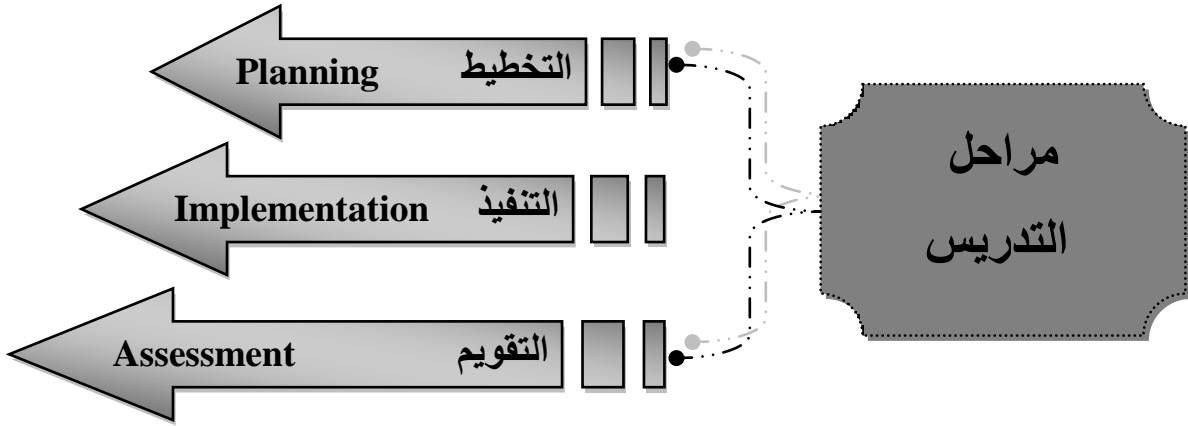 مراحل
التدريس
التخطيط Planning
التنفيذ Implementation
التقويم Assessment